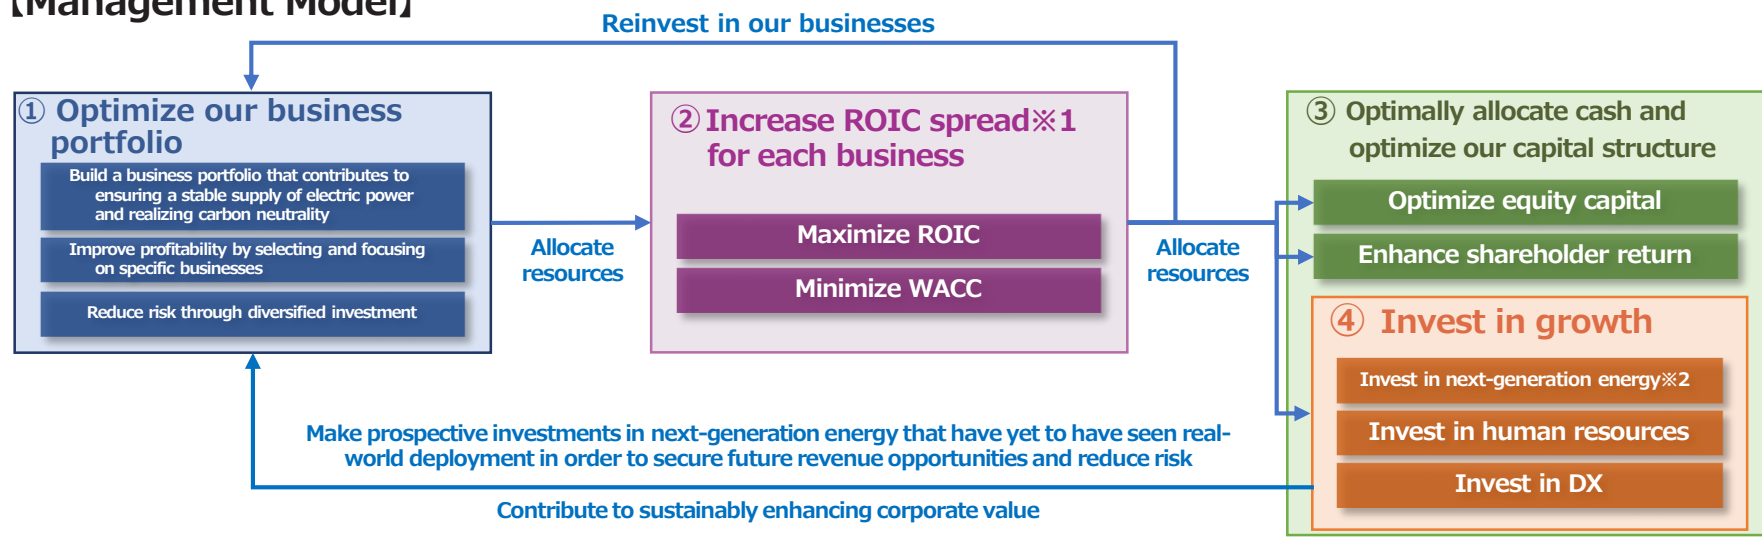 【Management Model】
Reinvest in our businesses
① Optimize our business
portfolio
Build a business portfolio that contributes to
ensuring a stable supply of electric power
and realizing carbon neutrality
Improve profitability by selecting and focusing
on specific businesses
Reduce risk through diversified investment
Allocate
resources
② Increase ROIC spread※1
for each business
Maximize ROIC
Minimize WACC
Allocate
resources
③ Optimally allocate cash and
optimize our capital structure
Optimize equity capital
Enhance shareholder return
④ Invest in growth
Invest in next-generation energy※2
Invest in human resources
Invest in DX
Make prospective investments in next-generation energy that have yet to have seen real-
world deployment in order to secure future revenue opportunities and reduce risk
Contribute to sustainably enhancing corporate value